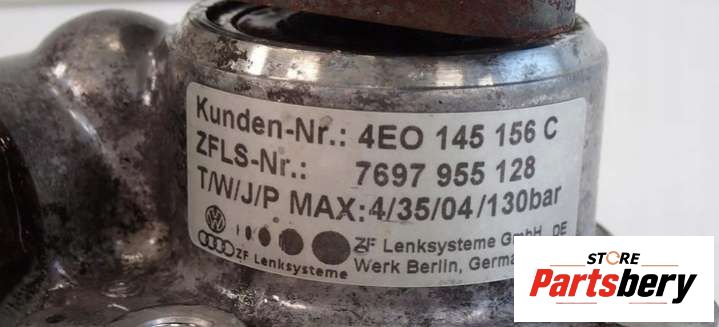 Kunden-Nr.: 4EO 145 156 C
ZFLS-Nr.: 7697 955 128
T/W/J/P MAX:4/35/04/130bar
ZF Lenksysteme GmbH, DE
ZF Lenksysteme Werk Berlin, Germa
STORE
Partsbery